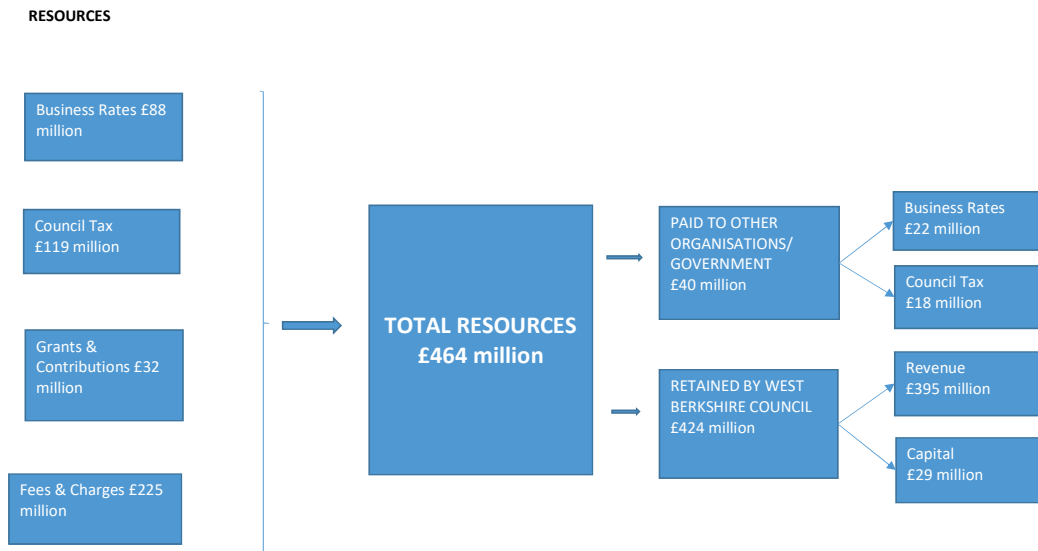 RESOURCES
Business Rates £88
million
Council Tax
£119 million
Grants &
Contributions £32
million
Fees & Charges £225
million
TOTAL RESOURCES
£464 million
PAID TO OTHER
ORGANISATIONS/
GOVERNMENT
£40 million
RETAINED BY WEST
BERKSHIRE COUNCIL
£424 million
Business Rates
£22 million
Council Tax
£18 million
Revenue
£395 million
Capital
£29 million